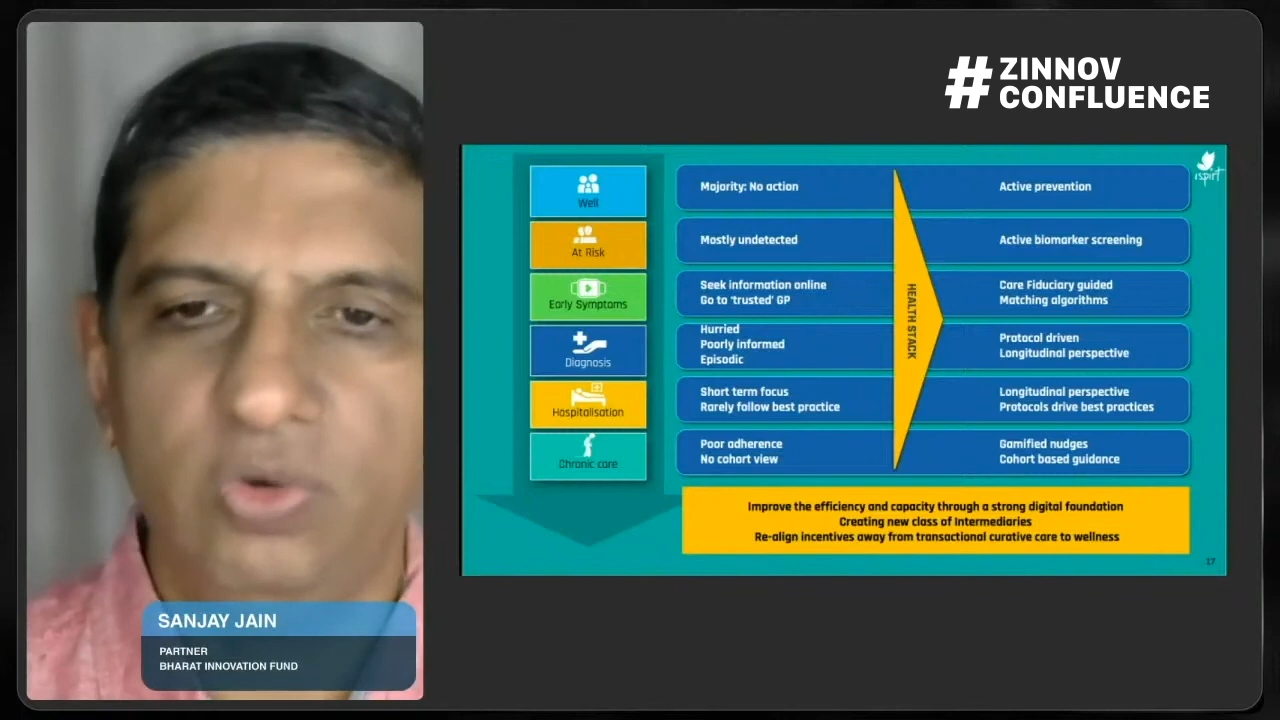 # ZINNOV
CONFLUENCE
ispirt
Well
Majority: No action
Active prevention
At Risk
Mostly undetected
Active biomarker screening
Early Symptoms
Seek information online
Go to ‘trusted’ GP
Care Fiduciary guided
Matching algorithms
Diagnosis
Hurried
Poorly informed
Episodic
Protocol driven
Longitudinal perspective
Hospitalisation
Short term focus
Rarely follow best practice
Longitudinal perspective
Protocols drive best practices
Chronic care
Poor adherence
No cohort view
Gamified nudges
Cohort based guidance
HEALTH STACK
Improve the efficiency and capacity through a strong digital foundation
Creating new class of Intermediaries
Re-align incentives away from transactional curative care to wellness
17
SANJAY JAIN
PARTNER
BHARAT INNOVATION FUND